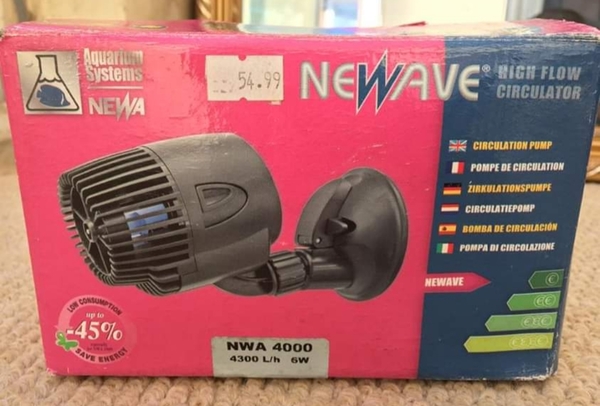 Aquarium
Systems
NEWA
54.99
NEWAVE®
HIGH FLOW
CIRCULATOR
CIRCULATION PUMP
POMPE DE CIRCULATION
ZIRKULATIONSPUMPE
CIRCULATIEPOMP
BOMBA DE CIRCULACIÓN
POMPA DI CIRCOLAZIONE
NEWAVE
LOW CONSUMPTION
up to
-45%
SAVE ENERGY
NWA 4000
4300 L/h 6W